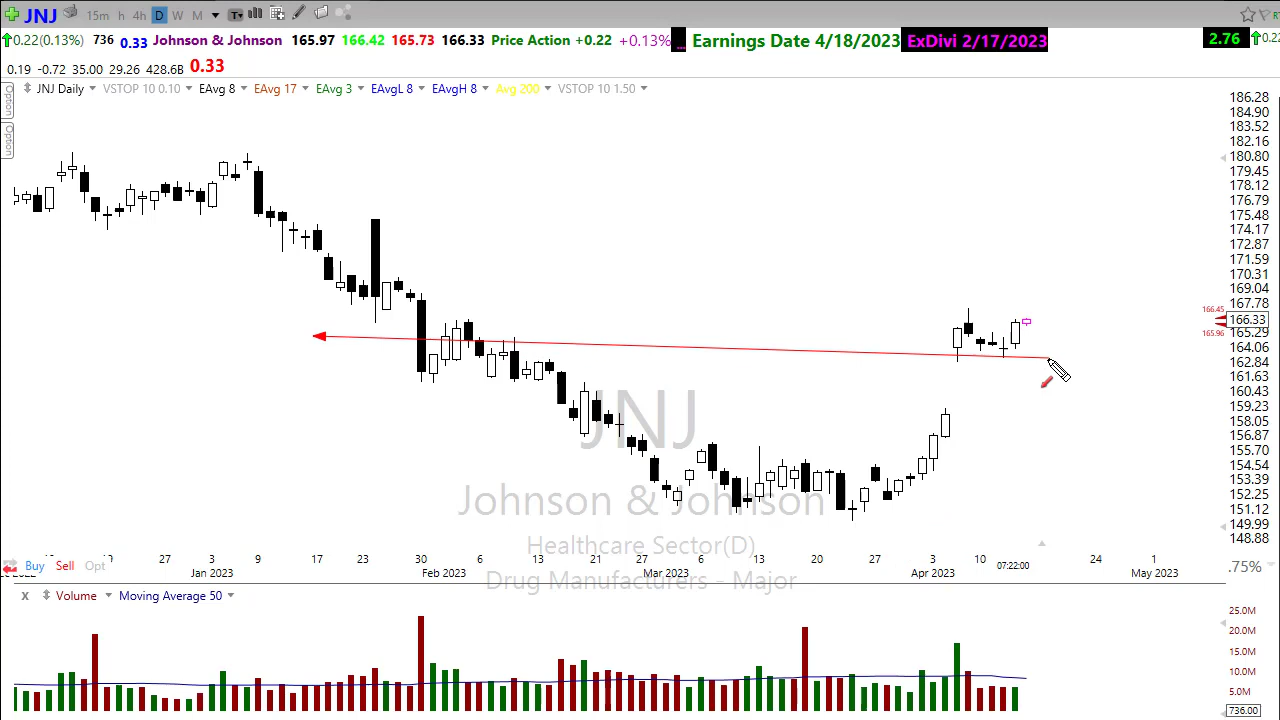 JNJ 15m h 4h D W M T
0.22(0.13%) 736 0.33 Johnson & Johnson 165.97 166.42 165.73 166.33 Price Action +0.22 +0.13% Earnings Date 4/18/2023 ExDivi 2/17/2023 2.76 0.22
0.19 -0.72 35.00 29.26 428.6B 0.33
JNJ Daily VSTOP 10 0.10 EAvg 8 EAvg 17 EAvg 3 EAvgL 8 EAvgH 8 Avg 200 VSTOP 10 1.50
Option
Option
186.28
184.90
183.52
182.16
180.80
179.45
178.12
176.79
175.48
174.17
172.87
171.59
170.31
169.04
167.78
166.45
166.33
165.96
165.29
164.06
162.84
161.63
160.43
159.23
158.05
156.87
155.70
154.54
153.39
152.25
151.12
149.99
148.88
JNJ
Johnson & Johnson
Healthcare Sector(D)
Drug Manufacturers - Major
27 3 9 17 23 30 6 13 21 27 6 13 20 27 3 10 24 1
Jan 2023 Feb 2023 Mar 2023 Apr 2023 07:22:00 May 2023
Buy Sell Opt
.75%
x Volume Moving Average 50
25.0M
20.0M
15.0M
10.0M
5.0M
736.00